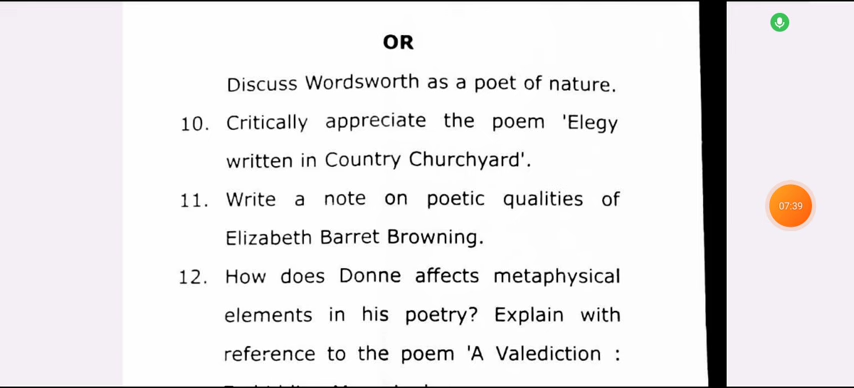 OR
Discuss Wordsworth as a poet of nature.
10. Critically appreciate the poem 'Elegy
written in Country Churchyard'.
11. Write a note on poetic qualities of
Elizabeth Barret Browning.
12. How does Donne affects metaphysical
elements in his poetry? Explain with
reference to the poem 'A Valediction :
07:39